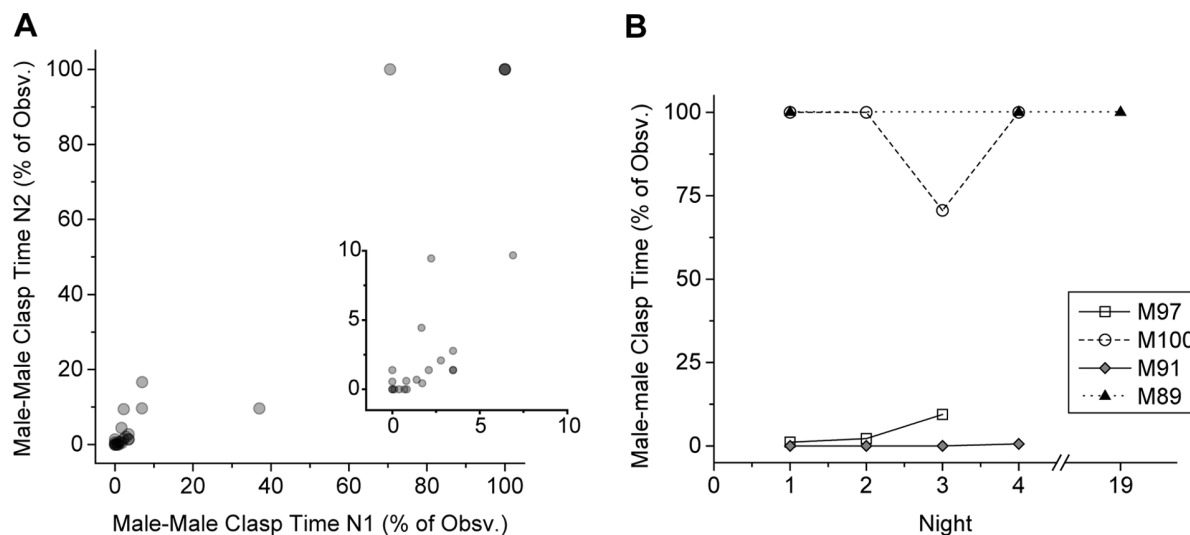 A
Male-Male Clasp Time N2 (% of Obsv.)
100
80
60
40
20
0
0
20
40
60
80
100
Male-Male Clasp Time N1 (% of Obsv.)
10
5
0
0
5
10
B
Male-male Clasp Time (% of Obsv.)
100
75
50
25
0
0
1
2
3
4
19
Night
M97
M100
M91
M89